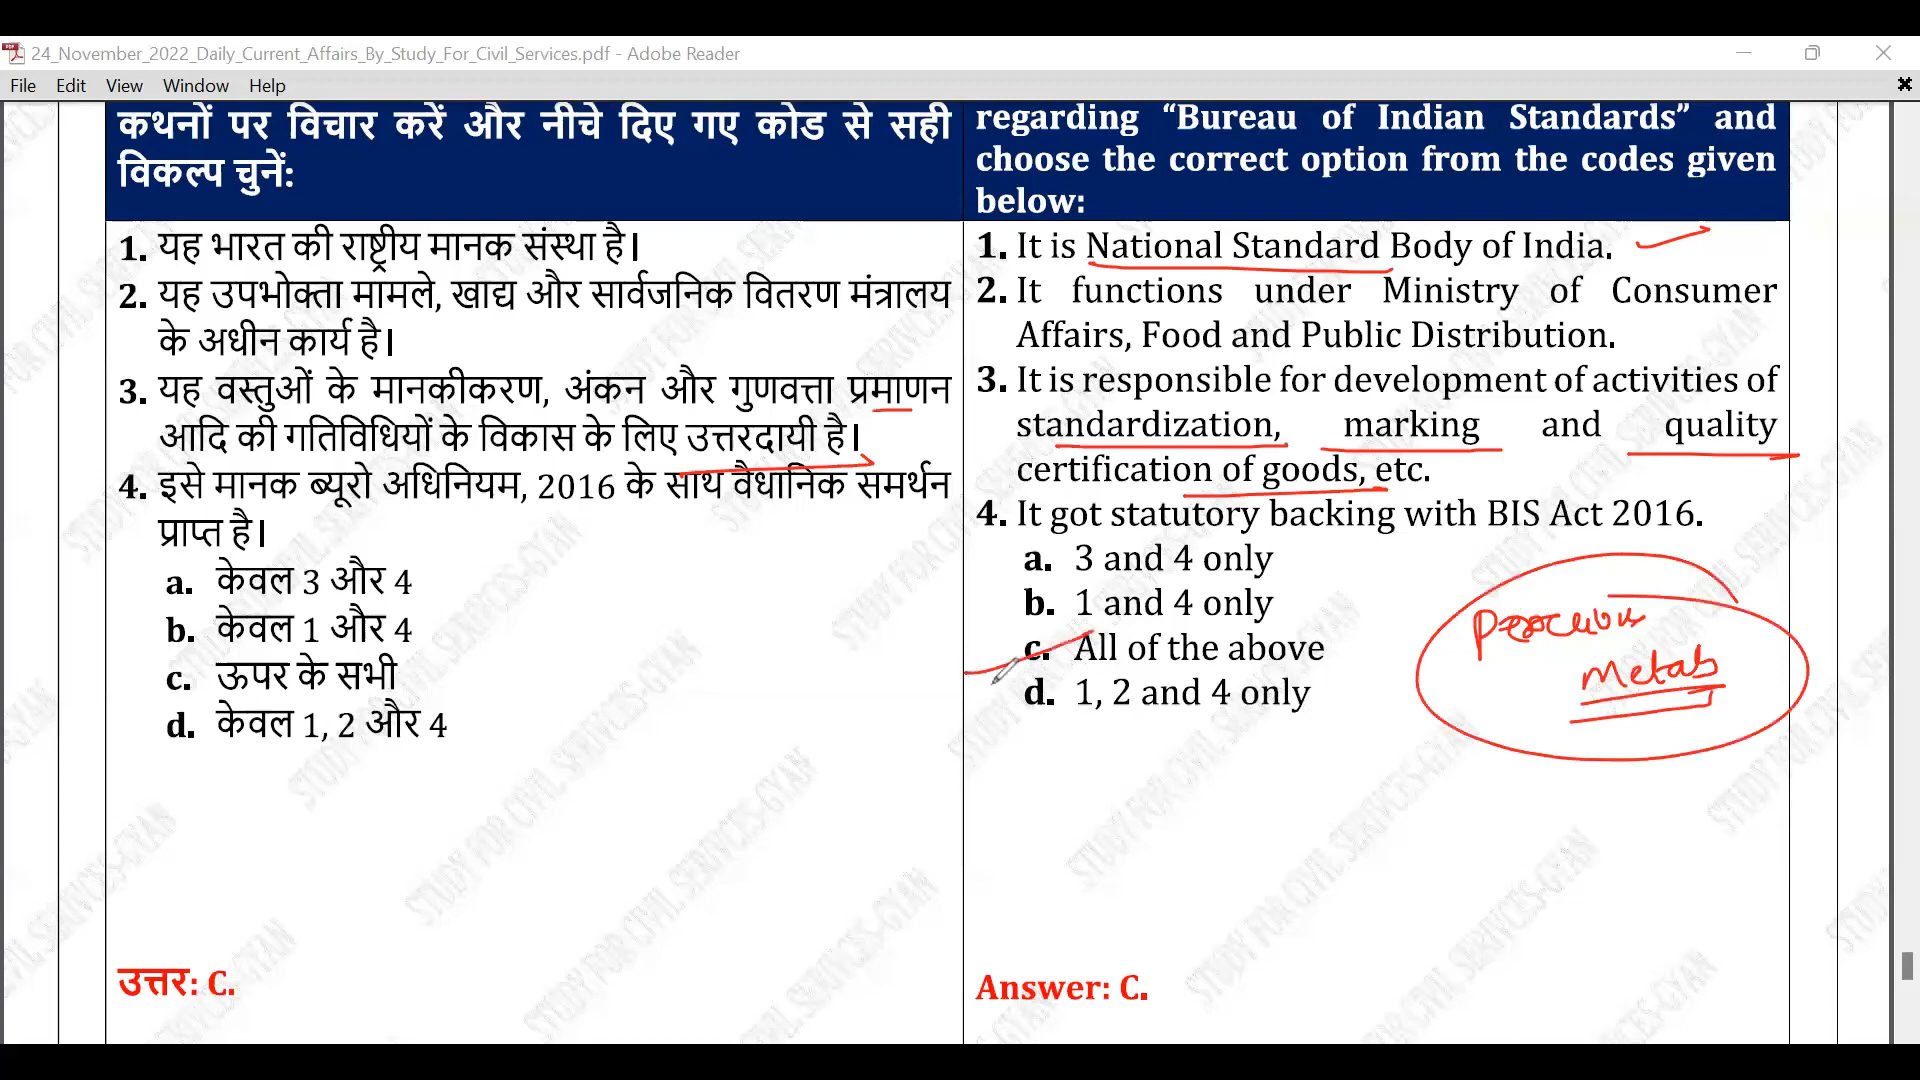 24_November_2022_Daily_Current_Affairs_By_Study_For_Civil_Services.pdf - Adobe Reader
File Edit View Window Help
कथनों पर विचार करें और नीचे दिए गए कोड से सही
विकल्प चुनें:
1. यह भारत की राष्ट्रीय मानक संस्था है।
2. यह उपभोक्ता मामले, खाद्य और सार्वजनिक वितरण मंत्रालय
के अधीन कार्य है।
3. यह वस्तुओं के मानकीकरण, अंकन और गुणवत्ता प्रमाणन
आदि की गतिविधियों के विकास के लिए उत्तरदायी है।
4. इसे मानक ब्यूरो अधिनियम, 2016 के साथ वैधानिक समर्थन
प्राप्त है।
a. केवल 3 और 4
b. केवल 1 और 4
c. ऊपर के सभी
d. केवल 1, 2 और 4
उत्तर: C.
regarding “Bureau of Indian Standards” and
choose the correct option from the codes given
below:
1. It is National Standard Body of India.
2. It functions under Ministry of Consumer
Affairs, Food and Public Distribution.
3. It is responsible for development of activities of
standardization, marking and quality
certification of goods, etc.
4. It got statutory backing with BIS Act 2016.
a. 3 and 4 only
b. 1 and 4 only
c. All of the above
d. 1, 2 and 4 only
Answer: C.
STUDY FOR CIVIL SERIVCES-GYAN